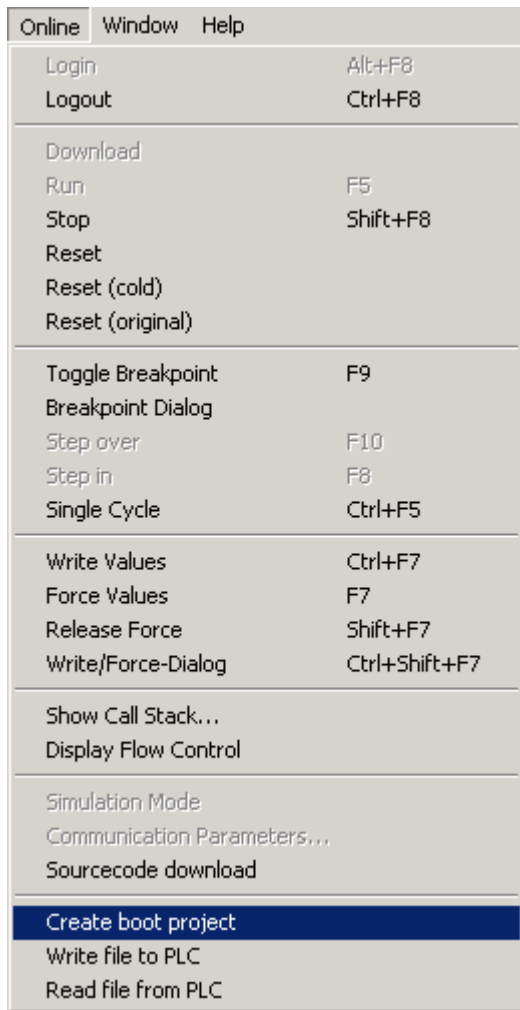 Online Window Help
Login Alt+F8
Logout Ctrl+F8
Download
Run F5
Stop Shift+F8
Reset
Reset (cold)
Reset (original)
Toggle Breakpoint F9
Breakpoint Dialog
Step over F10
Step in F8
Single Cycle Ctrl+F5
Write Values Ctrl+F7
Force Values F7
Release Force Shift+F7
Write/Force-Dialog Ctrl+Shift+F7
Show Call Stack...
Display Flow Control
Simulation Mode
Communication Parameters...
Sourcecode download
Create boot project
Write file to PLC
Read file from PLC